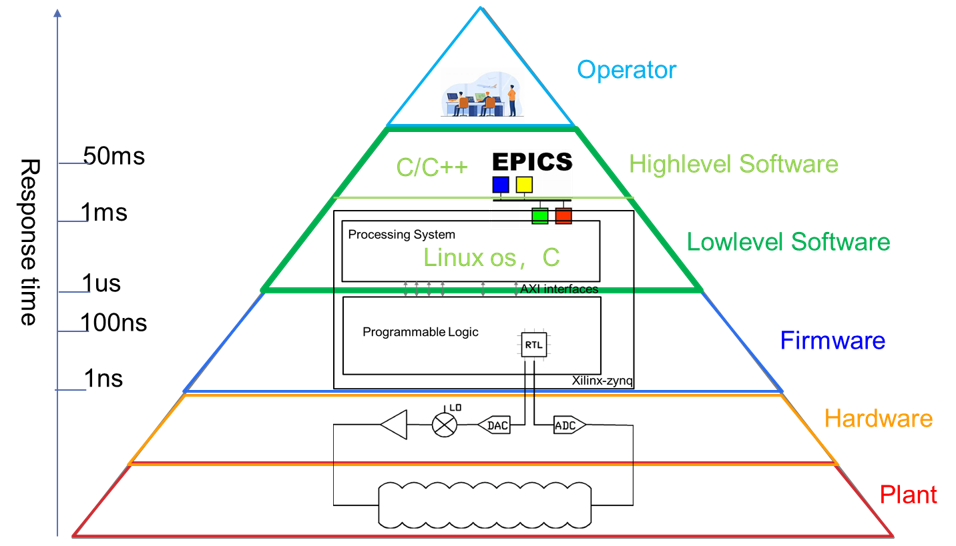 Operator
50ms
C/C++
EPICS
Highlevel Software
Response time
1ms
Processing System
Lowlevel Software
Linux os，C
1us
AXI interfaces
100ns
Programmable Logic
RTL
Firmware
1ns
Xilinx-zynq
LO
DAC
ADC
Hardware
Plant